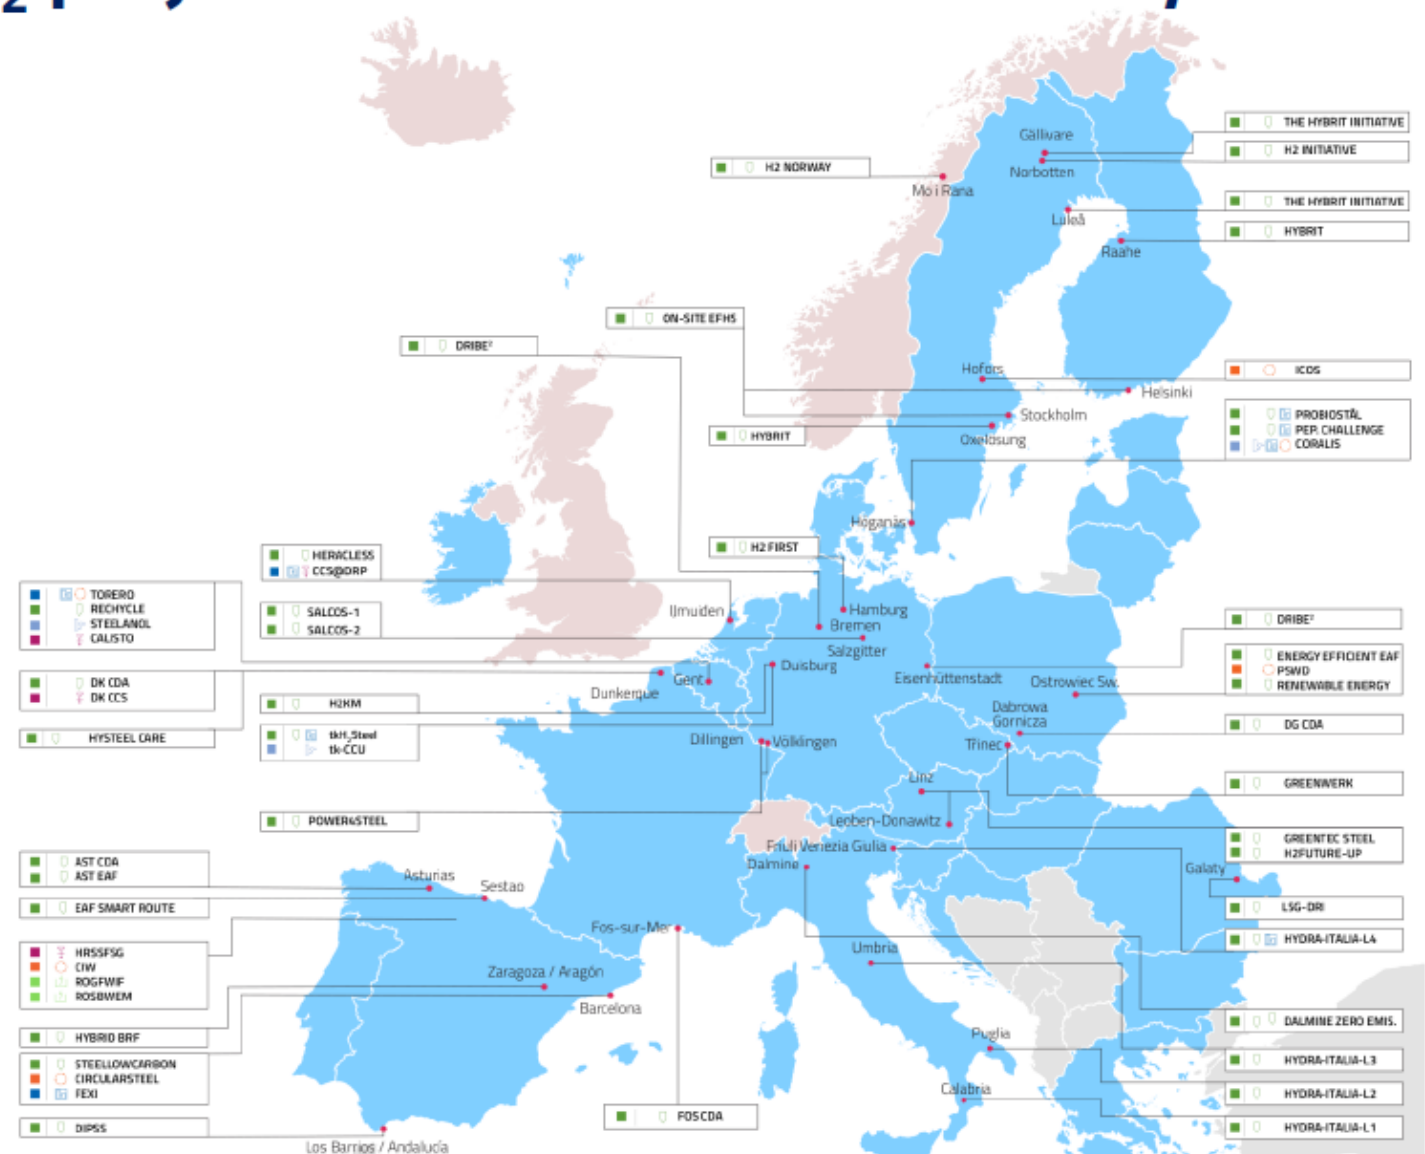 THE HYBRIT INITIATIVE
Gällivare
H2 INITIATIVE
H2 NORWAY
Norbotten
Mo i Rana
THE HYBRIT INITIATIVE
Luleå
HYBRIT
Raahe
ON-SITE EFHS
DRIBE²
Hofors
ICOS
Helsinki
Stockholm
PROBIOSTÅL
PEP. CHALLENGE
CORALIS
HYBRIT
Oxelösung
Höganäs
H2 FIRST
HERACLESS
CCS@DRP
TORERO
RECHYCLE
STEELANOL
CALISTO
SALCOS-1
SALCOS-2
IJmuiden
Hamburg
Bremen
Salzgitter
DRIBE²
Duisburg
Eisenhüttenstadt
Ostrowiec Sw.
ENERGY EFFICIENT EAF
PSWD
RENEWABLE ENERGY
Gent
Dunkerque
DK CDA
DK CCS
H2KM
Dabrowa
Gornicza
DG CDA
HYSTEEL CARE
tkH₂Steel
tk-CCU
Dillingen
Völklingen
Třinec
Linz
GREENWERK
POWER4STEEL
Leoben-Donawitz
GREENTEC STEEL
H2FUTURE-UP
Friuli Venezia Giulia
Dalmine
Galaty
AST CDA
AST EAF
Asturias
Sestao
EAF SMART ROUTE
LSG-DRI
Fos-sur-Mer
HYDRA-ITALIA-L4
Umbria
HRSSFSG
CIW
ROGFWIF
ROSBWEM
Zaragoza / Aragón
Barcelona
DALMINE ZERO EMIS.
HYBRID BRF
Puglia
HYDRA-ITALIA-L3
STEELLOWCARBON
CIRCULARSTEEL
FEXI
Calabria
HYDRA-ITALIA-L2
FOS CDA
DIPSS
HYDRA-ITALIA-L1
Los Barrios / Andalucía